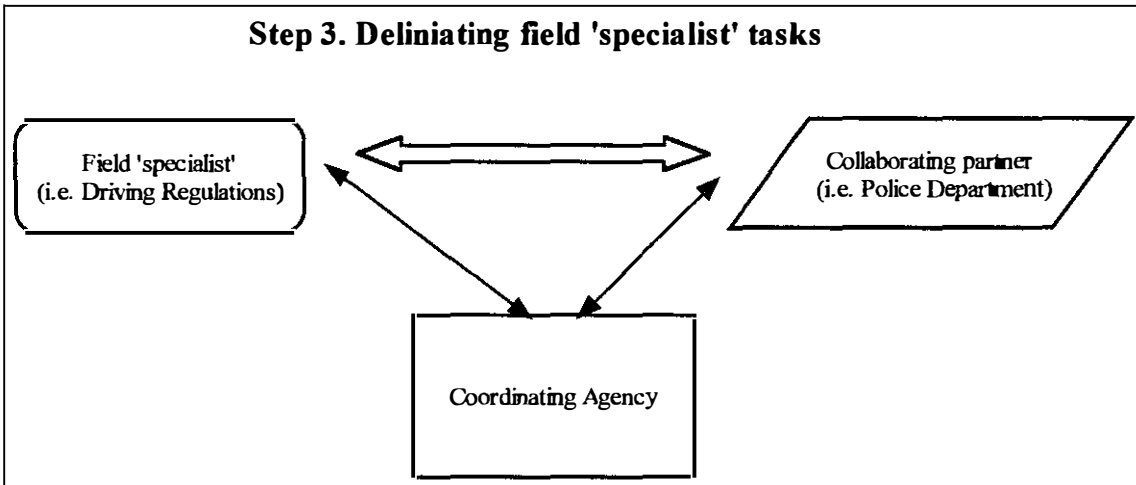 Step 3. Deliniating field 'specialist' tasks
Field 'specialist'
(i.e. Driving Regulations)
Collaborating partner
(i.e. Police Department)
Coordinating Agency